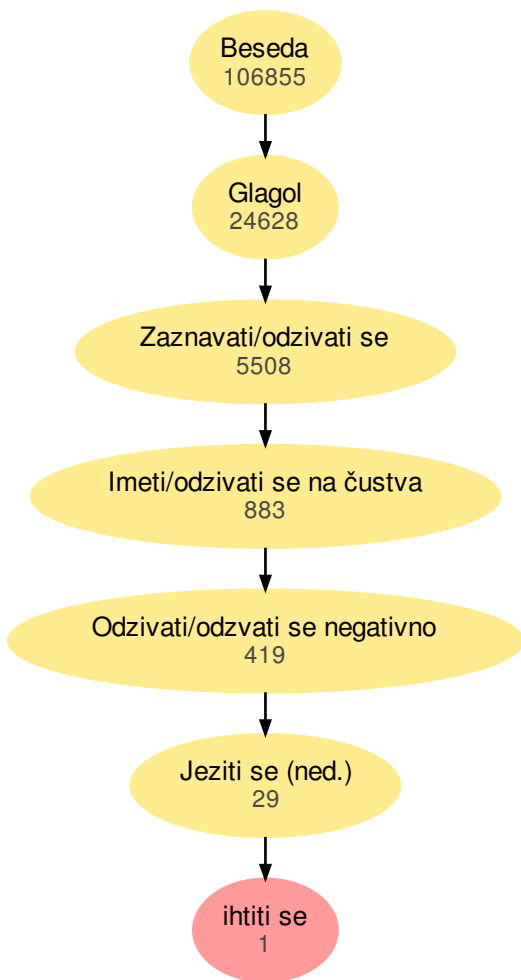 Beseda
106855
Glagol
24628
Zaznavati/odzivati se
5508
Imeti/odzivati se na čustva
883
Odzivati/odzvati se negativno
419
Jeziti se (ned.)
29
ihtiti se
1